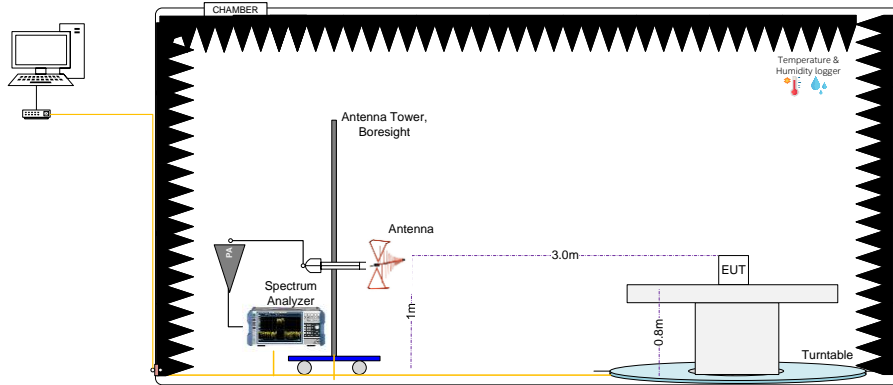 CHAMBER
Temperature &
Humidity logger
Antenna Tower,
Boresight
Antenna
PA
3.0m
EUT
Spectrum
Analyzer
1m
0.8m
Turntable